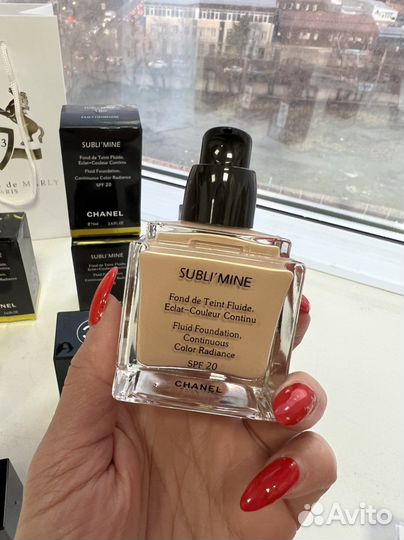 SUBLI'MINE
Fond de Teint Fluide,
Eclat-Couleur Continu
Fluid Foundation,
Continuous Color Radiance
SPF 20
CHANEL
de MARLY
PARIS
SUBLI'MINE
SUBLI'MINE
Fond de Teint Fluide,
Eclat-Couleur Continu
Fluid Foundation,
Continuous
Color Radiance
SPF 20
CHANEL
Avito